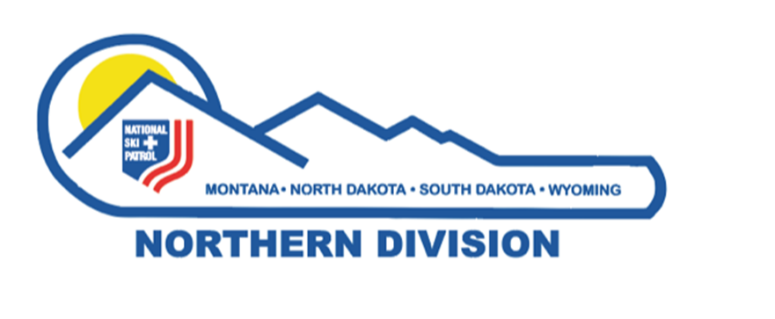 NATIONAL
SKI
PATROL
MONTANA • NORTH DAKOTA • SOUTH DAKOTA • WYOMING
NORTHERN DIVISION